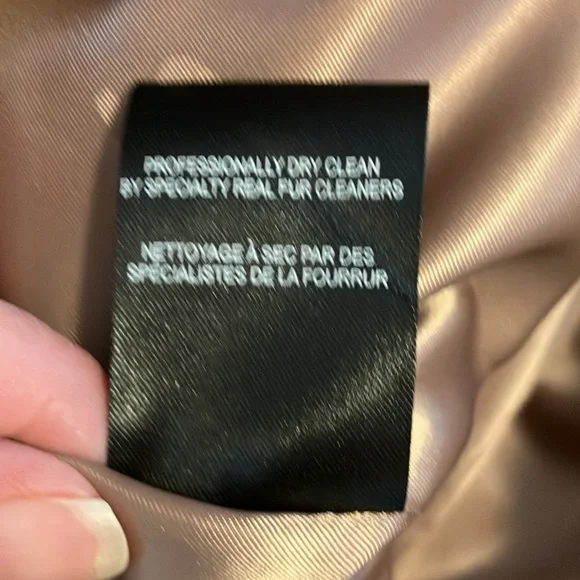 PROFESSIONALLY DRY CLEAN
BY SPECIALTY REAL FUR CLEANERS
NETTOYAGE À SEC PAR DES
SPÉCIALISTES DE LA FOURRUR